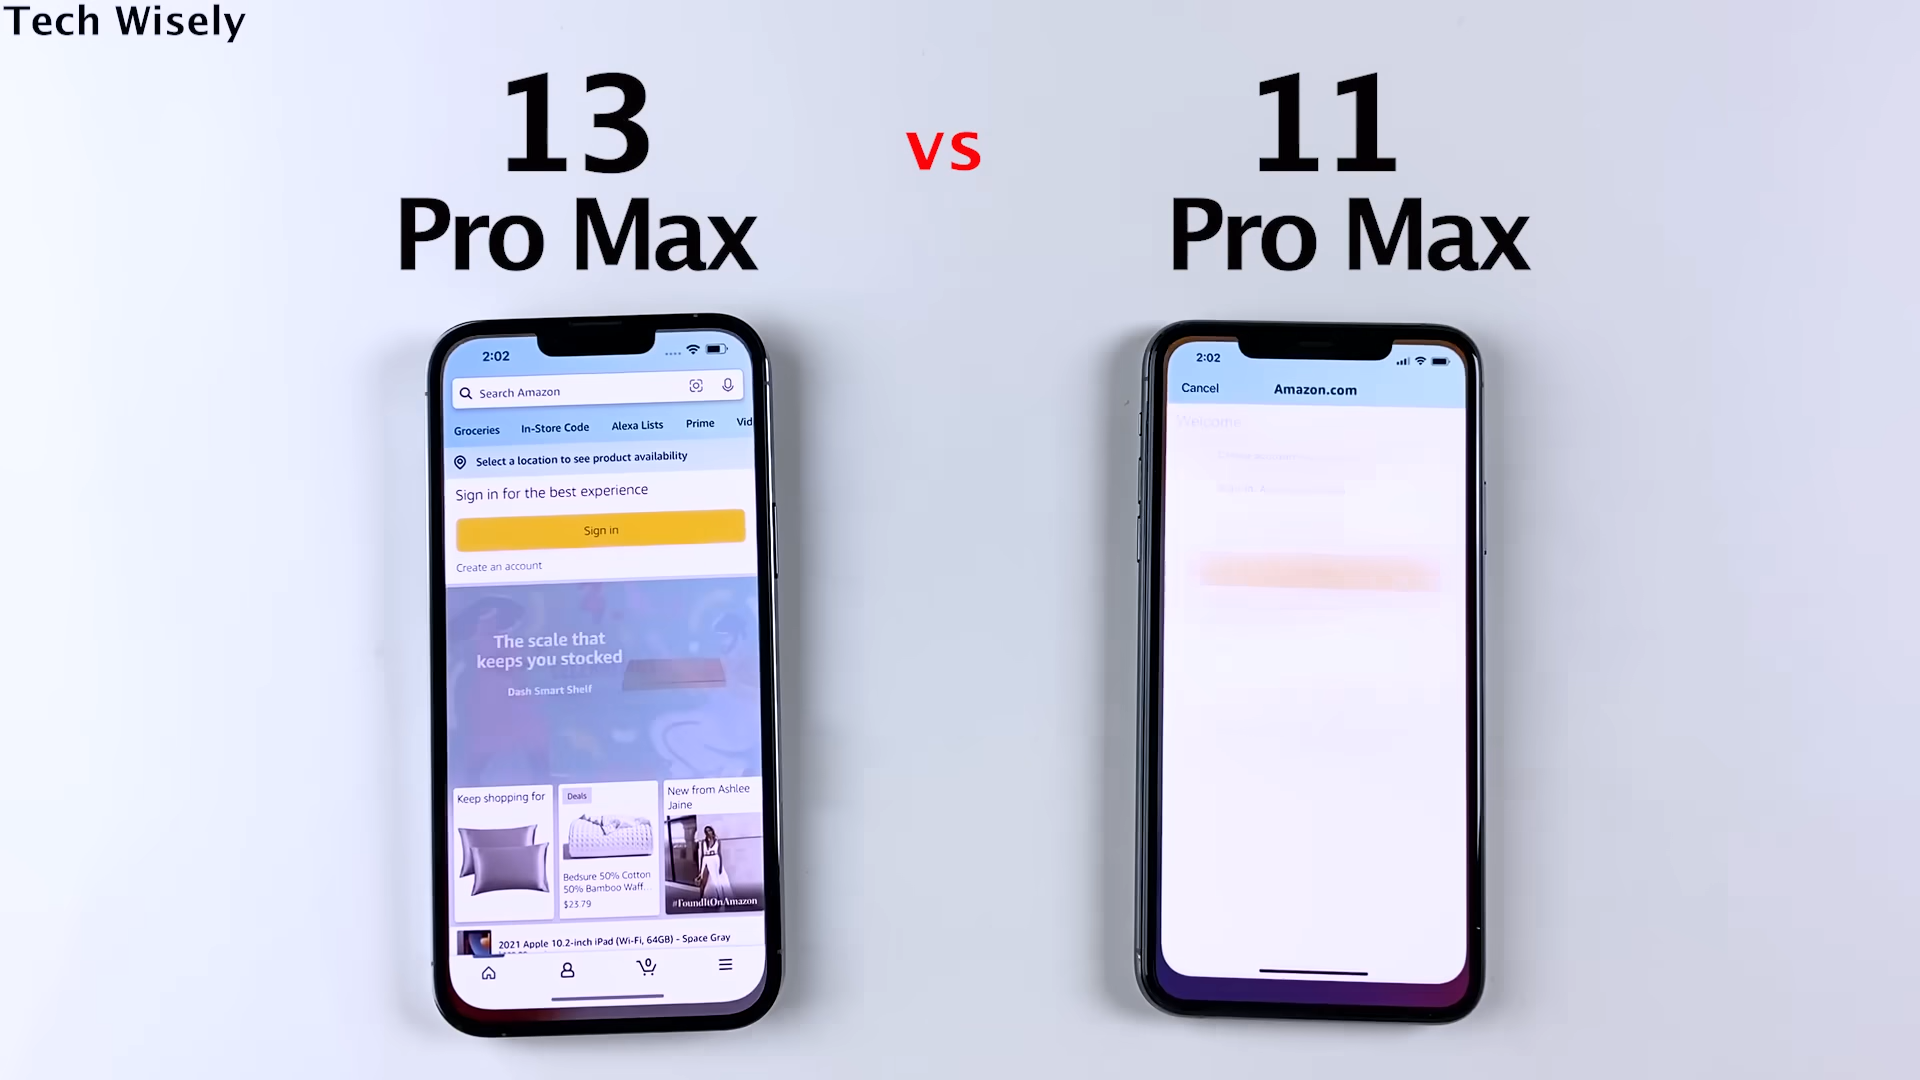 Tech Wisely
13
Pro Max
vs
11
Pro Max
2:02
Search Amazon
Groceries In-Store Code Alexa Lists Prime Vid
Select a location to see product availability
Sign in for the best experience
Sign in
Create an account
The scale that
keeps you stocked
Dash Smart Shelf
Keep shopping for
Deals
Bedsure 50% Cotton
50% Bamboo Waff...
$23.79
New from Ashlee
Jaine
#FoundItOnAmazon
2021 Apple 10.2-inch iPad (Wi-Fi, 64GB) - Space Gray
0
2:02
Cancel
Amazon.com
Welcome